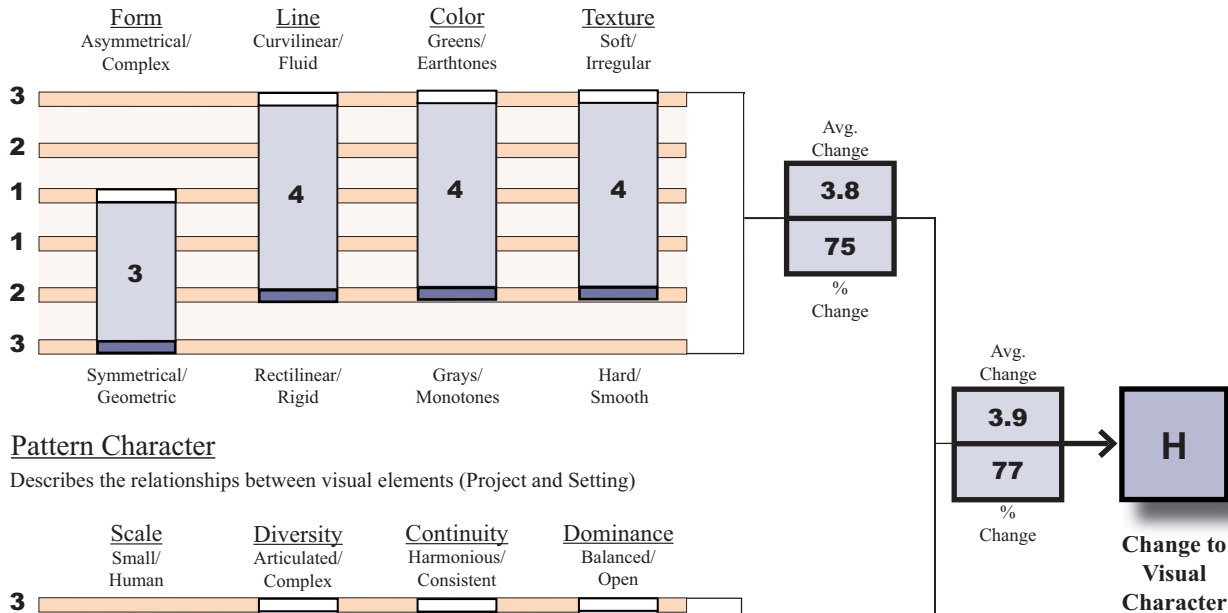 Form Line Color Texture
Asymmetrical/ Curvilinear/ Greens/ Soft/
Complex Fluid Earthtones Irregular
3
2
1
1
2
3
3
4
4
4
Symmetrical/ Rectilinear/ Grays/ Hard/
Geometric Rigid Monotones Smooth
Avg.
Change
3.8
75
%
Change
Avg.
Change
3.9
77
%
Change
H
Change to
Visual
Character
Pattern Character
Describes the relationships between visual elements (Project and Setting)
Scale Diversity Continuity Dominance
Small/ Articulated/ Harmonious/ Balanced/
Human Complex Consistent Open
3